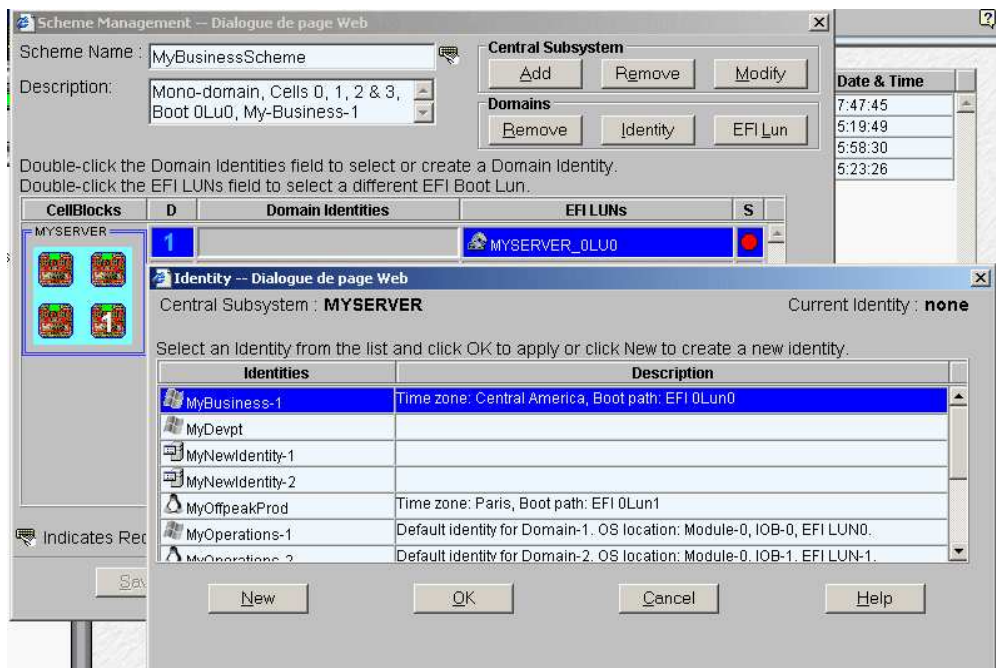 Scheme Management -- Dialogue de page Web
Scheme Name :
MyBusinessScheme
Description:
Mono-domain, Cells 0, 1, 2 & 3,
Boot 0Lu0, My-Business-1
Central Subsystem
Add Remove Modify
Domains
Remove Identity EFI Lun
Date & Time
7:47:45
5:19:49
5:58:30
5:23:26
Double-click the Domain Identities field to select or create a Domain Identity.
Double-click the EFI LUNs field to select a different EFI Boot Lun.
CellBlocks D Domain Identities EFI LUNs S
MYSERVER
1 MYSERVER_0LU0
1
Indicates Rec
Sav
Identity -- Dialogue de page Web
Central Subsystem : MYSERVER Current Identity : none
Select an Identity from the list and click OK to apply or click New to create a new identity.
Identities Description
MyBusiness-1 Time zone: Central America, Boot path: EFI 0Lun0
MyDevpt
MyNewIdentity-1
MyNewIdentity-2
MyOffpeakProd Time zone: Paris, Boot path: EFI 0Lun1
MyOperations-1 Default identity for Domain-1. OS location: Module-0, IOB-0, EFI LUN0.
MyOperations-2 Default identity for Domain-2. OS location: Module-0, IOB-1, EFI LUN-1.
New OK Cancel Help